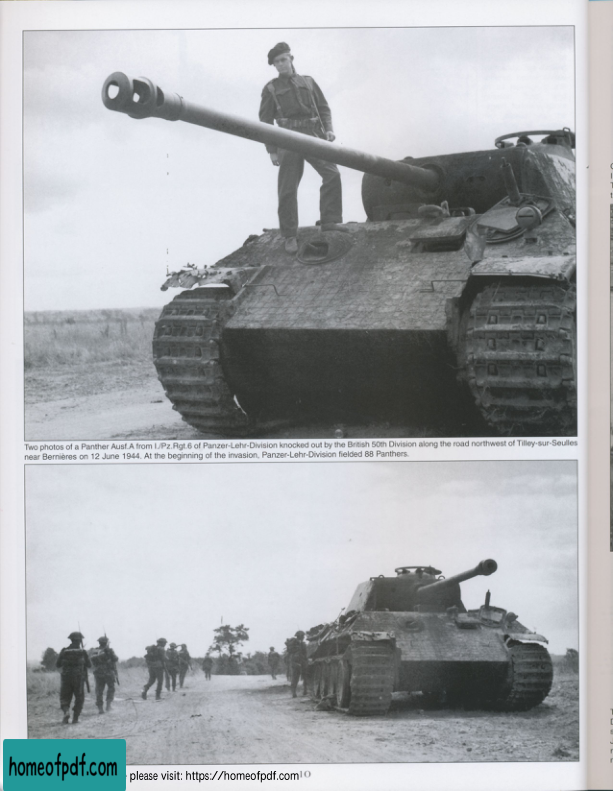 Two photos of a Panther Ausf.A from I./Pz.Rgt.6 of Panzer-Lehr-Division knocked out by the British 50th Division along the road northwest of Tilley-sur-Seulles
near Bernières on 12 June 1944. At the beginning of the invasion, Panzer-Lehr-Division fielded 88 Panthers.
homeofpdf.com
please visit: https://homeofpdf.com
10